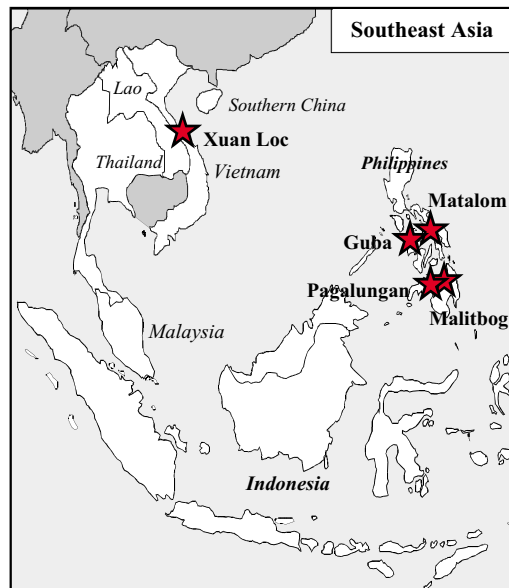 Southeast Asia
Lao
Southern China
Xuan Loc
Thailand
Vietnam
Philippines
Matalom
Guba
Pagalungan
Malitbog
Malaysia
Indonesia